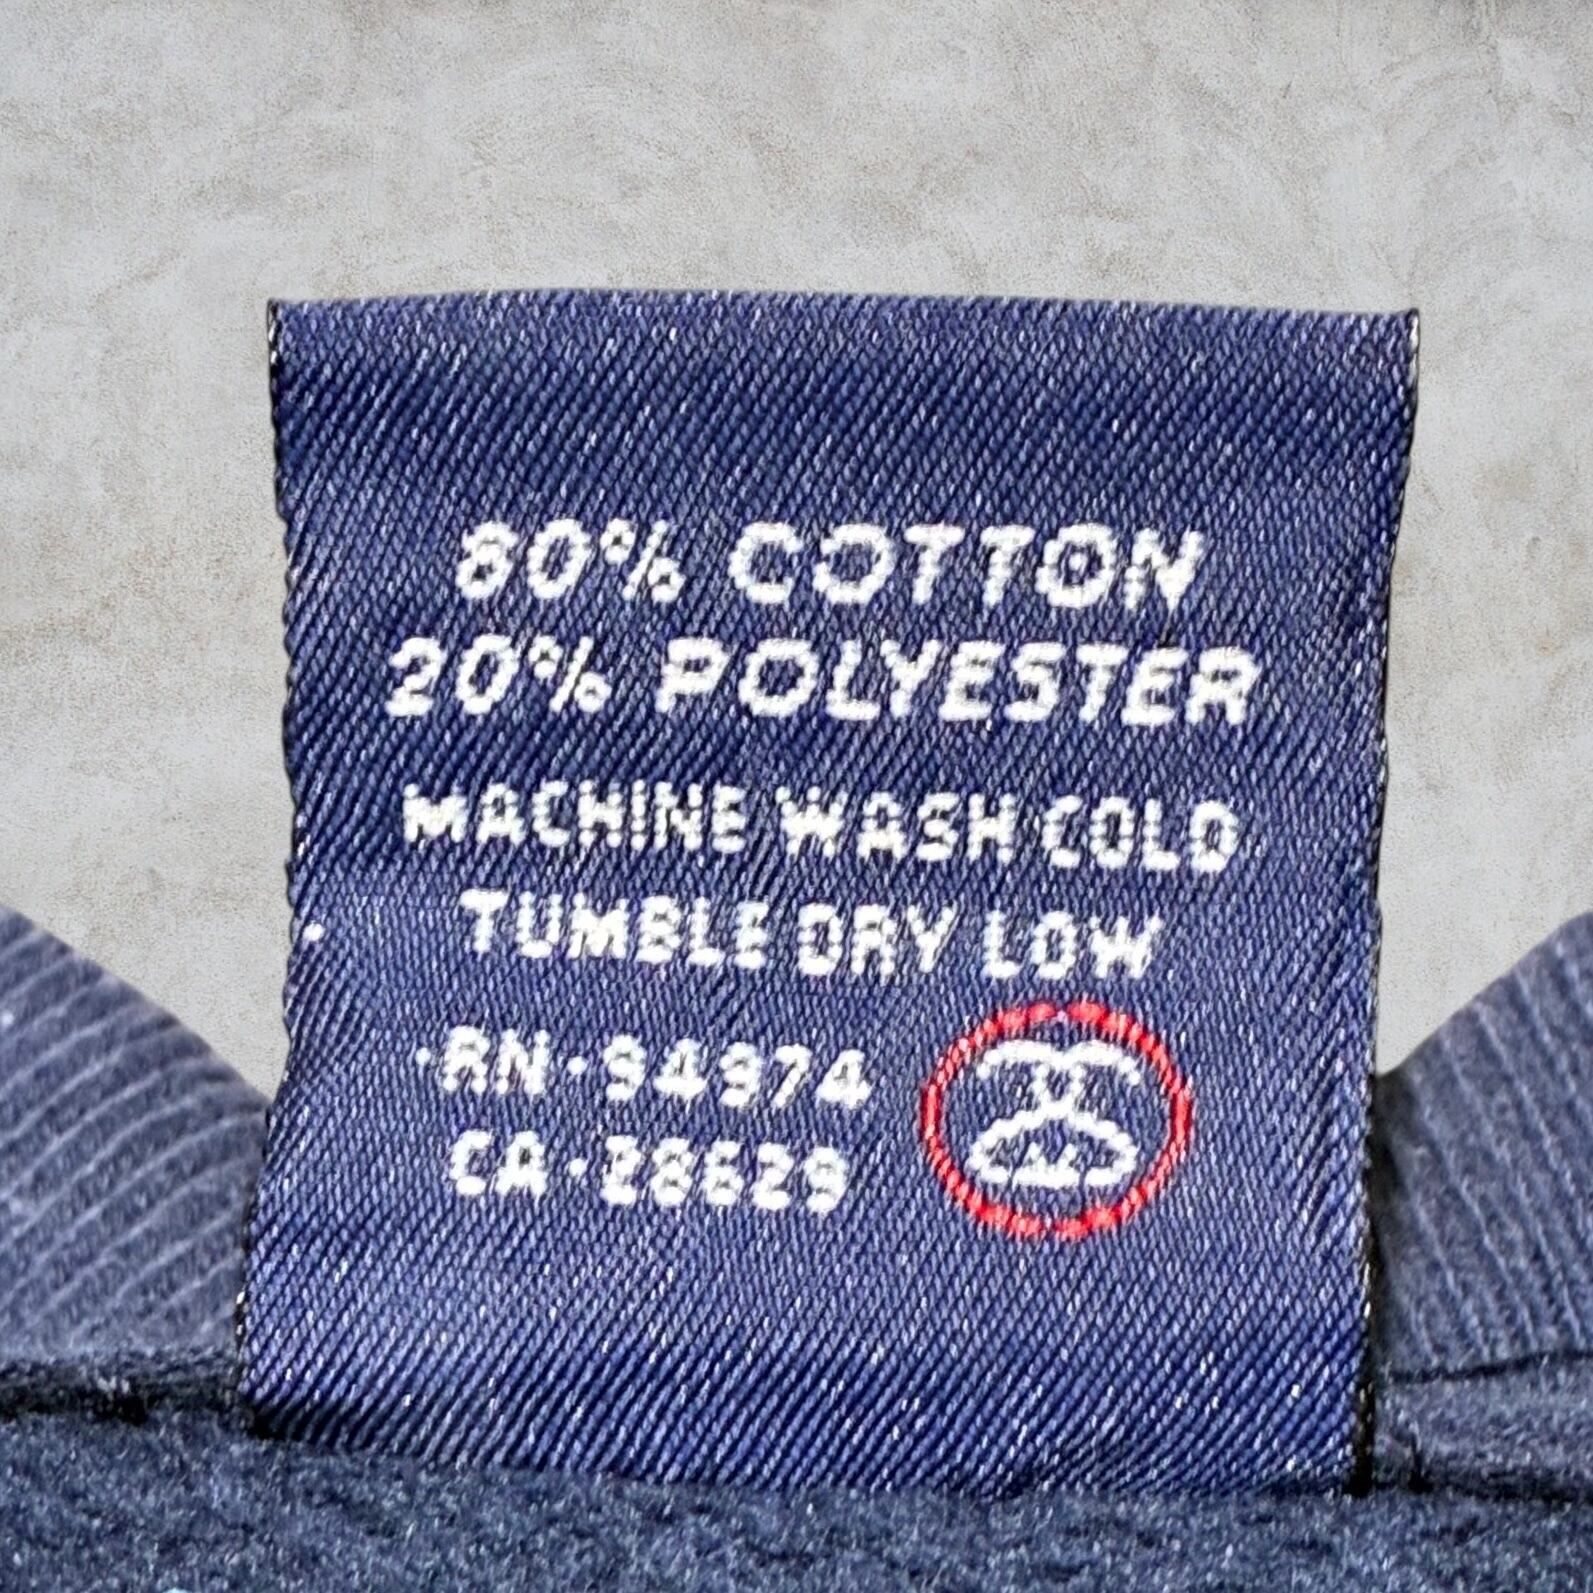 80% COTTON
20% POLYESTER
MACHINE WASH COLD
TUMBLE DRY LOW
·RN·94974
CA·28629